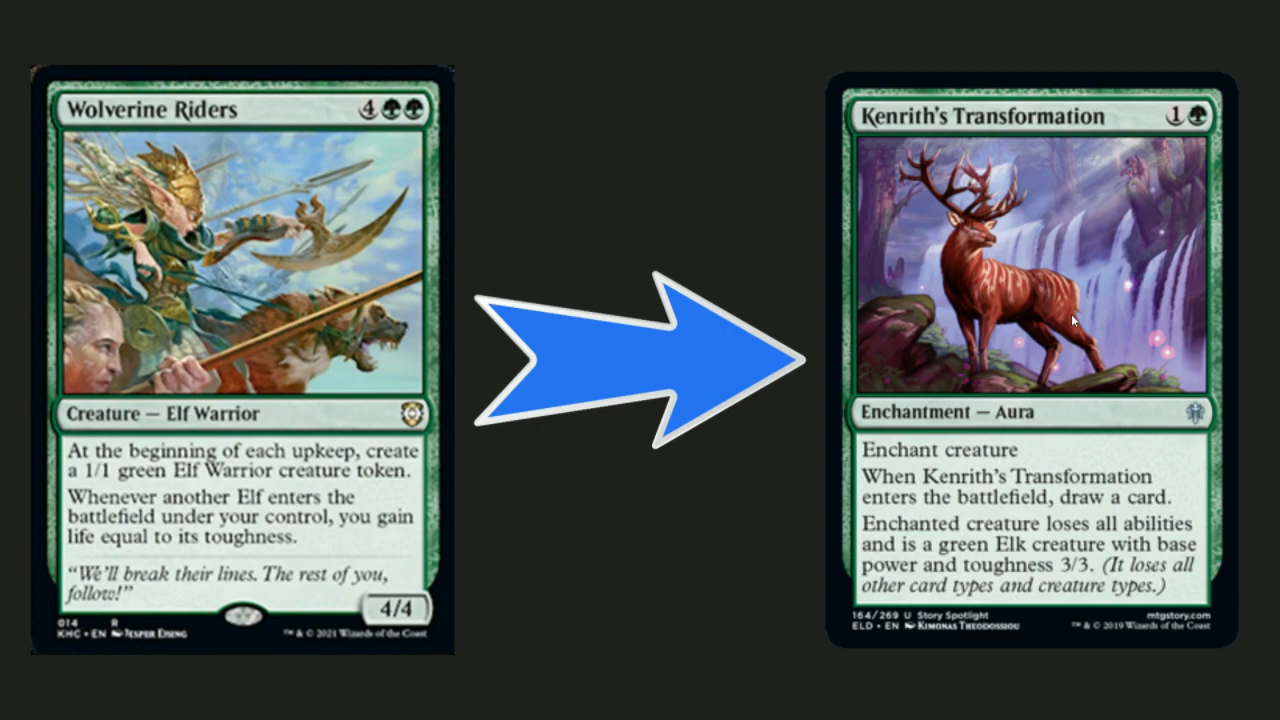 Wolverine Riders 4
Creature — Elf Warrior
At the beginning of each upkeep, create
a 1/1 green Elf Warrior creature token.
Whenever another Elf enters the
battlefield under your control, you gain
life equal to its toughness.
"We'll break their lines. The rest of you,
follow!"
4/4
014 R
KHC • EN Jesper Ejsing
™ & © 2021 Wizards of the Coast
Kenrith's Transformation 1
Enchantment — Aura
Enchant creature
When Kenrith's Transformation
enters the battlefield, draw a card.
Enchanted creature loses all abilities
and is a green Elk creature with base
power and toughness 3/3. (It loses all
other card types and creature types.)
164/269 U Story Spotlight
mtgstory.com
ELD • EN Kimonas Theodossiou
™ & © 2019 Wizards of the Coast